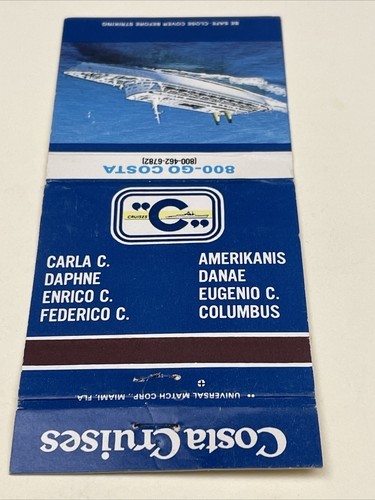 BE SAFE-CLOSE COVER BEFORE STRIKING
800-GO COSTA
(800-462-6782)
"C"
CRUISES
CARLA C.
DAPHNE
ENRICO C.
FEDERICO C.
AMERIKANIS
DANAE
EUGENIO C.
COLUMBUS
UNIVERSAL MATCH CORP., MIAMI, FLA.
Costa Cruises